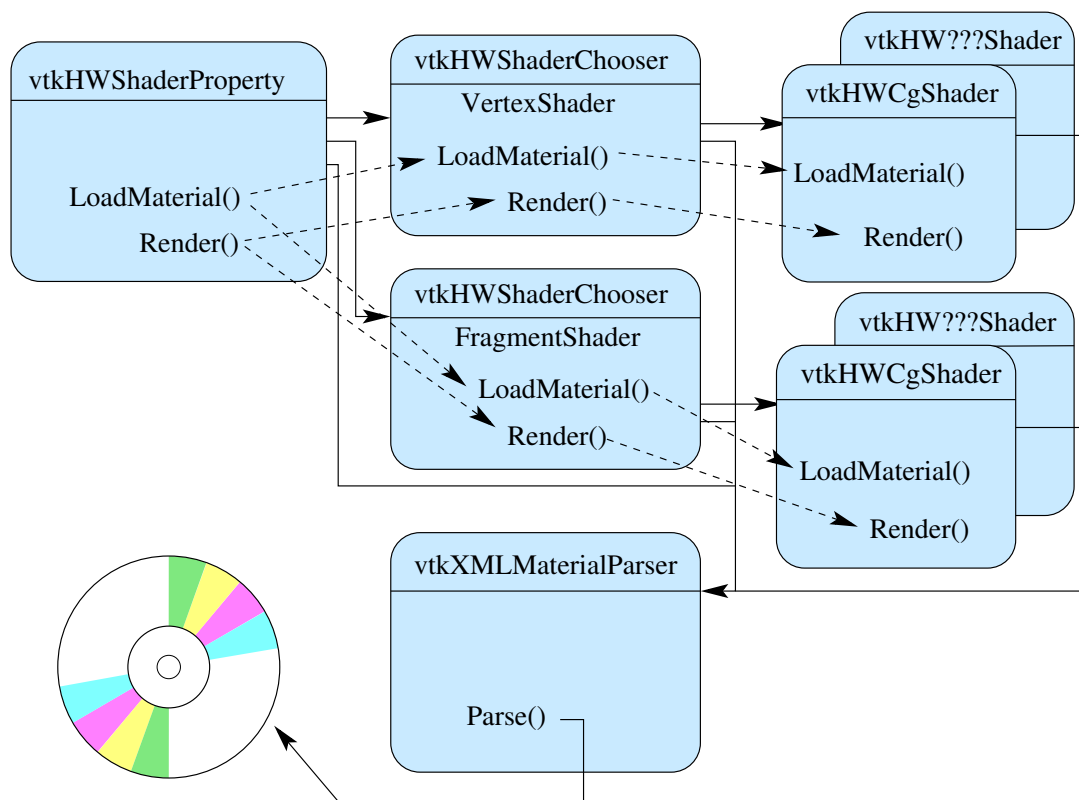 vtkHWShaderProperty
LoadMaterial()
Render()
vtkHWShaderChooser
VertexShader
LoadMaterial()
Render()
vtkHW???Shader
vtkHWCgShader
LoadMaterial()
Render()
vtkHWShaderChooser
FragmentShader
LoadMaterial()
Render()
vtkHW???Shader
vtkHWCgShader
LoadMaterial()
Render()
vtkXMLMaterialParser
Parse()